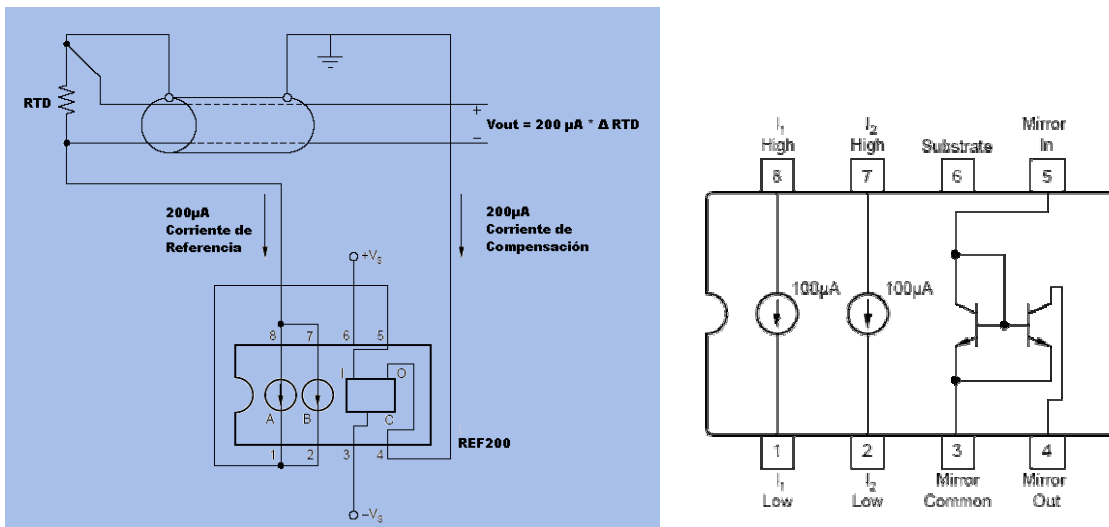 RTD
+
Vout = 200 µA * Δ RTD
−
200µA
Corriente de
Referencia
200µA
Corriente de
Compensación
+VS
8
7
6
5
I
O
A
B
C
REF200
1
2
3
4
−VS
I1
High
I2
High
Substrate
Mirror
In
8
7
6
5
100µA
100µA
1
2
3
4
I1
Low
I2
Low
Mirror
Common
Mirror
Out